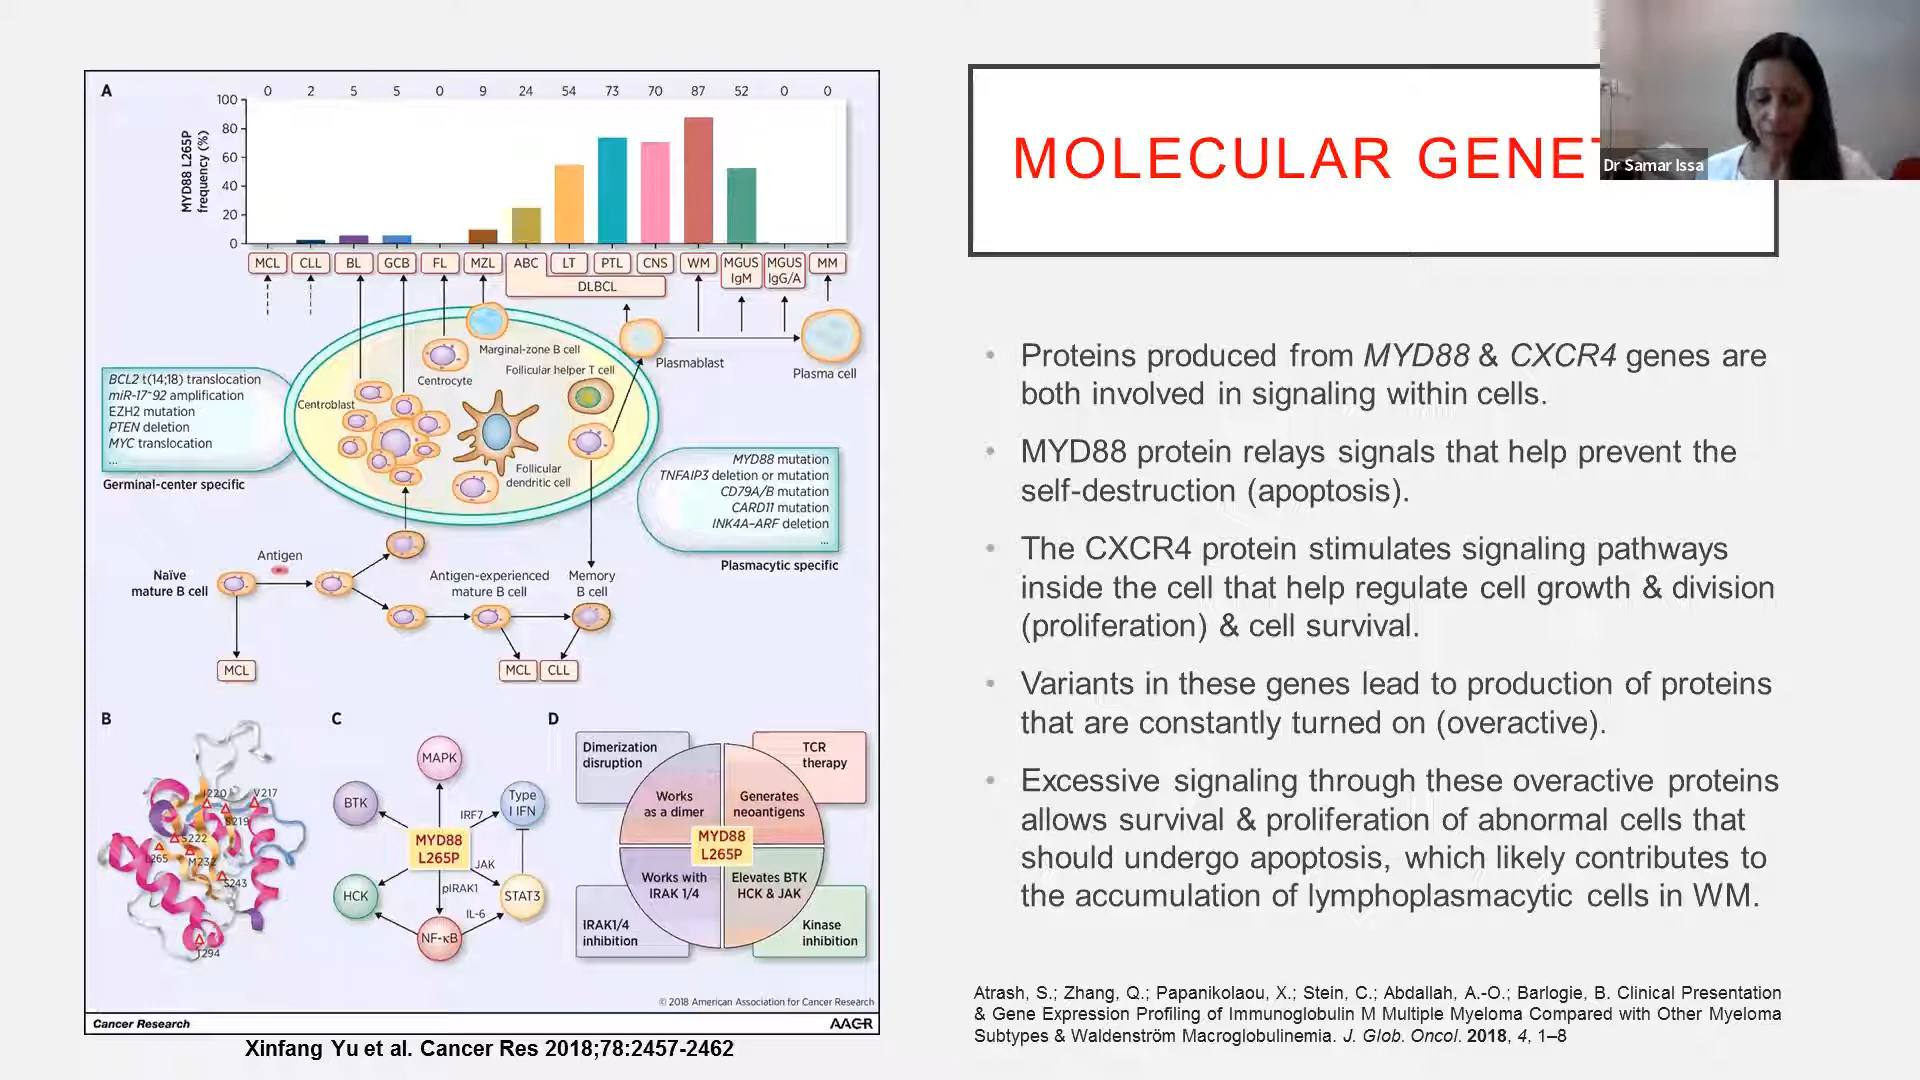 A
0 2 5 5 0 9 24 54 73 70 87 52 0 0
MYD88 L265P
frequency (%)
100
80
60
40
20
0
MCL CLL BL GCB FL MZL ABC LT PTL CNS WM MGUS IgM MGUS IgG/A MM
DLBCL
Marginal-zone B cell
Follicular helper T cell
Centrocyte
Centroblast
Follicular
dendritic cell
Plasmablast
Plasma cell
BCL2 t(14;18) translocation
miR-17~92 amplification
EZH2 mutation
PTEN deletion
MYC translocation
...
Germinal-center specific
MYD88 mutation
TNFAIP3 deletion or mutation
CD79A/B mutation
CARD11 mutation
INK4A–ARF deletion
...
Plasmacytic specific
Antigen
Naïve
mature B cell
Antigen-experienced
mature B cell
Memory
B cell
MCL
MCL CLL
B
I220
V217
S219
S222
L265
M232
S243
T294
C
MAPK
BTK
Type
I IFN
IRF7
MYD88
L265P
JAK
HCK
pIRAK1
STAT3
IL-6
NF-κB
D
Dimerization
disruption
TCR
therapy
Works
as a dimer
Generates
neoantigens
MYD88
L265P
Works with
IRAK 1/4
Elevates BTK
HCK & JAK
IRAK1/4
inhibition
Kinase
inhibition
© 2018 American Association for Cancer Research
Cancer Research
AACR
Xinfang Yu et al. Cancer Res 2018;78:2457-2462
MOLECULAR GENET
Dr Samar Issa
• Proteins produced from MYD88 & CXCR4 genes are
both involved in signaling within cells.
• MYD88 protein relays signals that help prevent the
self-destruction (apoptosis).
• The CXCR4 protein stimulates signaling pathways
inside the cell that help regulate cell growth & division
(proliferation) & cell survival.
• Variants in these genes lead to production of proteins
that are constantly turned on (overactive).
• Excessive signaling through these overactive proteins
allows survival & proliferation of abnormal cells that
should undergo apoptosis, which likely contributes to
the accumulation of lymphoplasmacytic cells in WM.
Atrash, S.; Zhang, Q.; Papanikolaou, X.; Stein, C.; Abdallah, A.-O.; Barlogie, B. Clinical Presentation
& Gene Expression Profiling of Immunoglobulin M Multiple Myeloma Compared with Other Myeloma
Subtypes & Waldenström Macroglobulinemia. J. Glob. Oncol. 2018, 4, 1–8